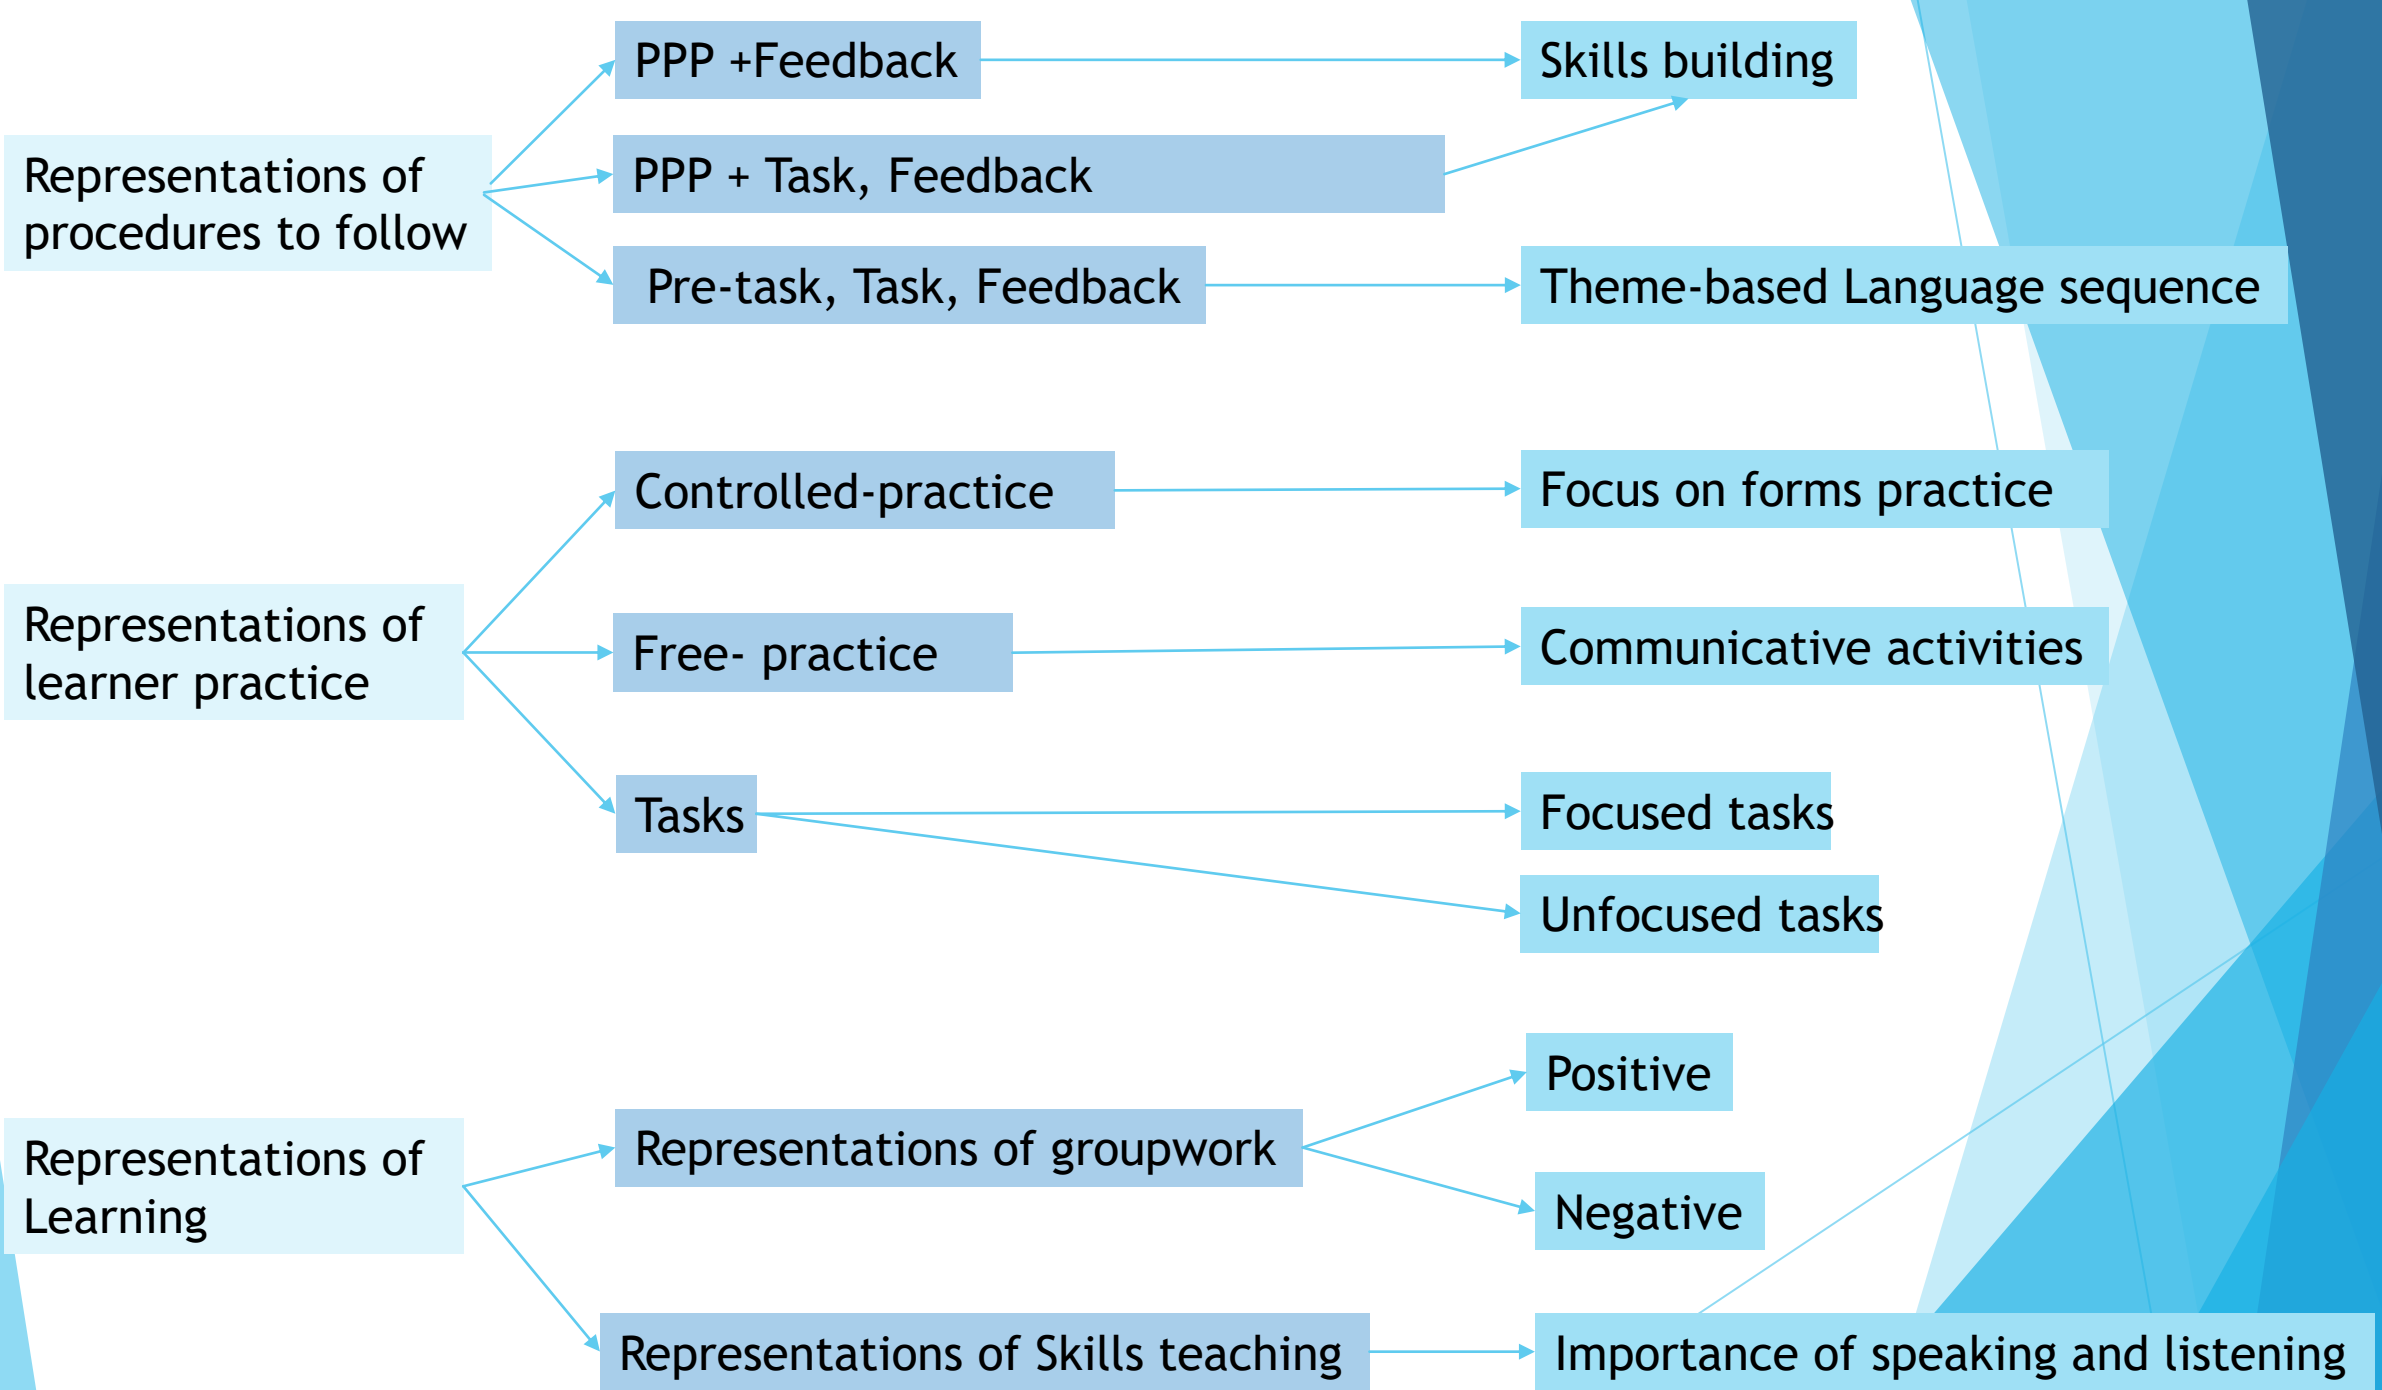 PPP +Feedback
Skills building
Representations of
procedures to follow
PPP + Task, Feedback
Pre-task, Task, Feedback
Theme-based Language sequence
Controlled-practice
Focus on forms practice
Representations of
learner practice
Free- practice
Communicative activities
Tasks
Focused tasks
Unfocused tasks
Representations of
Learning
Representations of groupwork
Positive
Negative
Representations of Skills teaching
Importance of speaking and listening